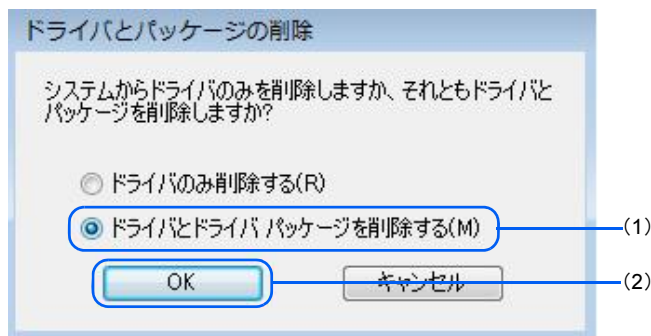 ドライバとパッケージの削除
システムからドライバのみを削除しますか、それともドライバと
パッケージを削除しますか?
ドライバのみ削除する(R)
ドライバとドライバ パッケージを削除する(M)
(1)
OK
キャンセル
(2)